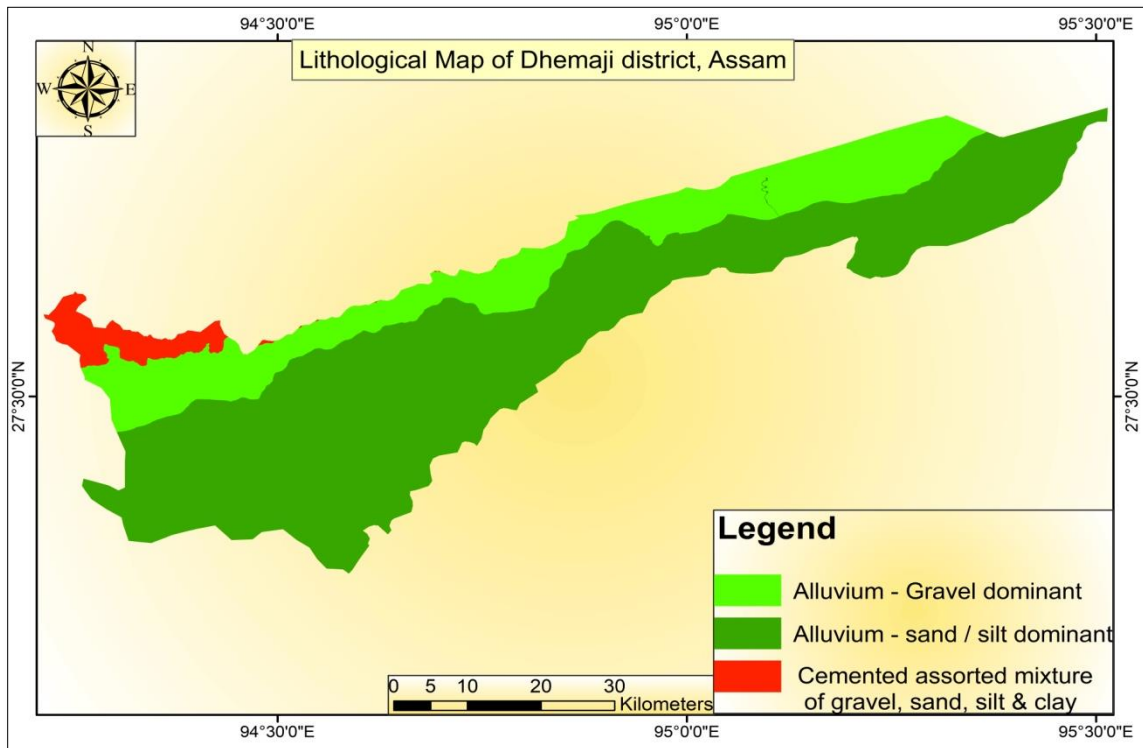 94°30'0"E 95°0'0"E 95°30'0"E
Lithological Map of Dhemaji district, Assam
N
W E
S
27°30'0"N 27°30'0"N
Legend
Alluvium - Gravel dominant
Alluvium - sand / silt dominant
Cemented assorted mixture
of gravel, sand, silt & clay
0 5 10 20 30
Kilometers
94°30'0"E 95°0'0"E 95°30'0"E